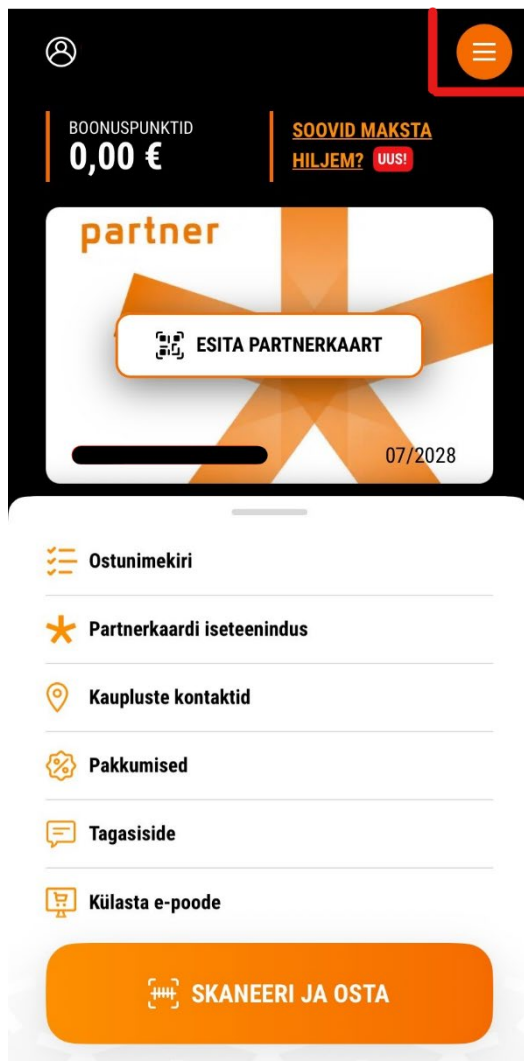 BOONUSPUNKTID
0,00 €
SOOVID MAKSTA
HILJEM? UUS!
partner
ESITA PARTNERKAART
07/2028
Ostunimekiri
Partnerkaardi iseteenindus
Kaupluste kontaktid
Pakkumised
Tagasiside
Külasta e-poode
SKANEERI JA OSTA